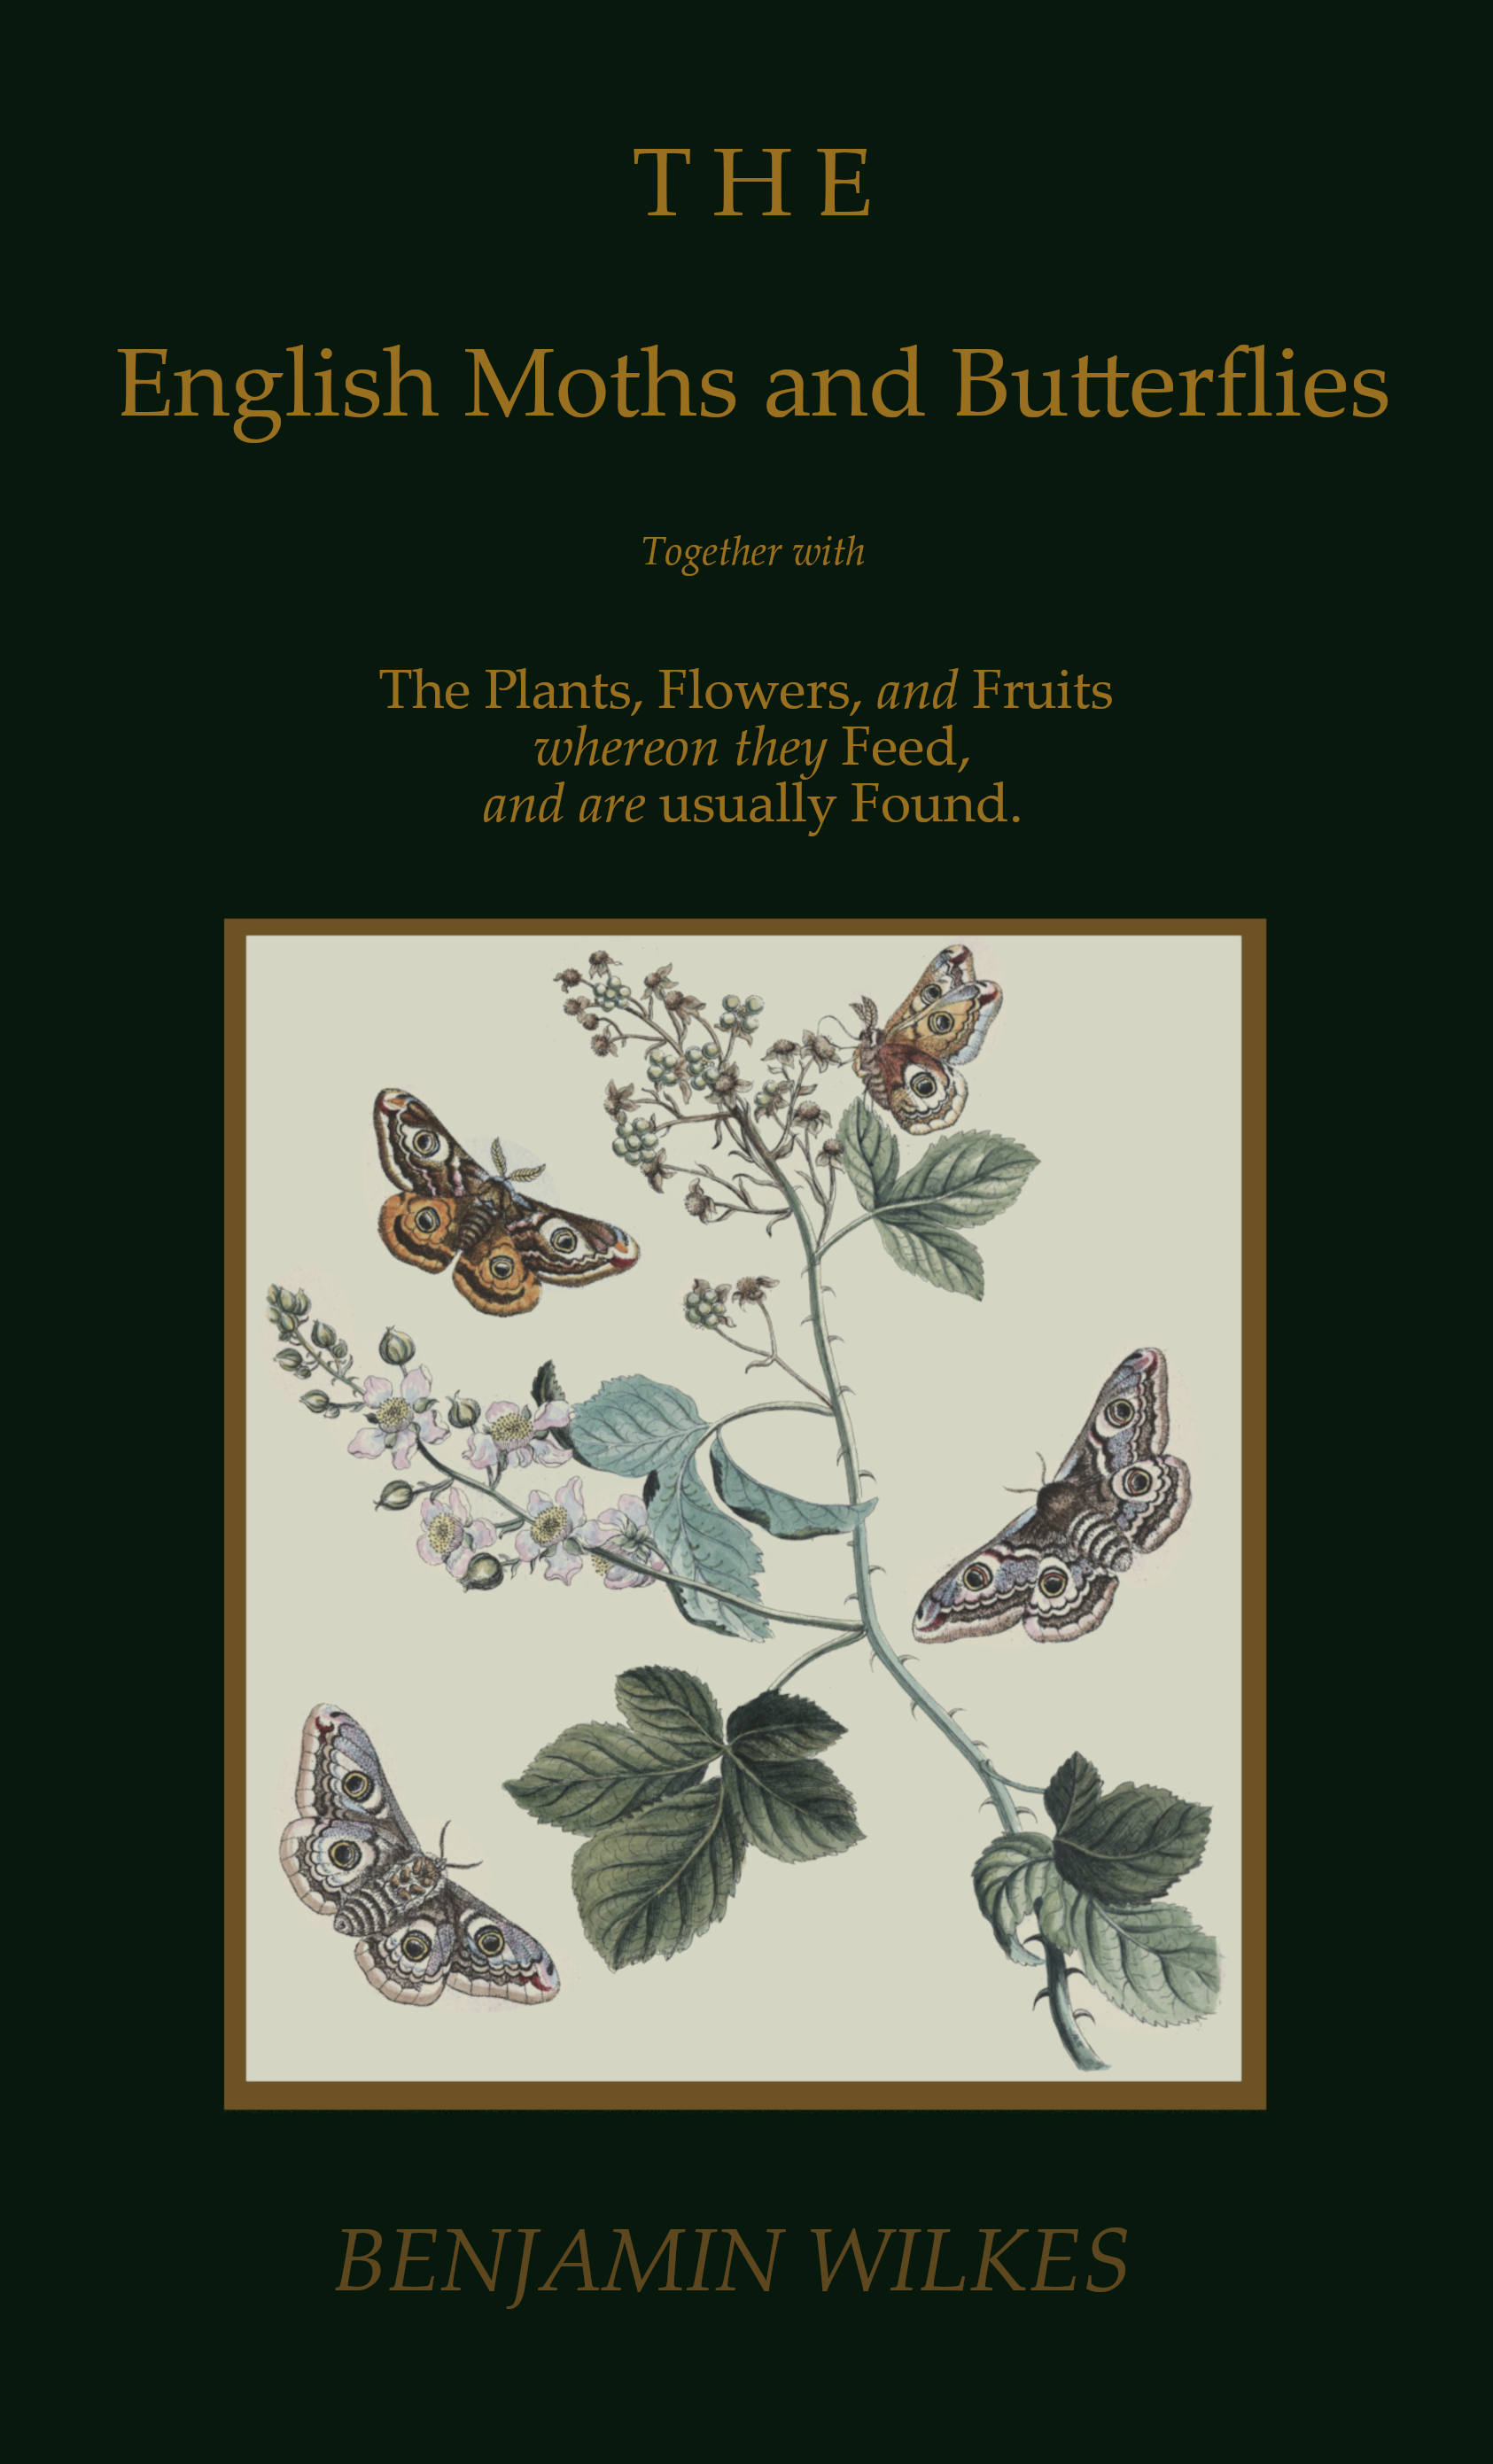 THE
English Moths and Butterflies
Together with
The Plants, Flowers, and Fruits
whereon they Feed,
and are usually Found.
BENJAMIN WILKES